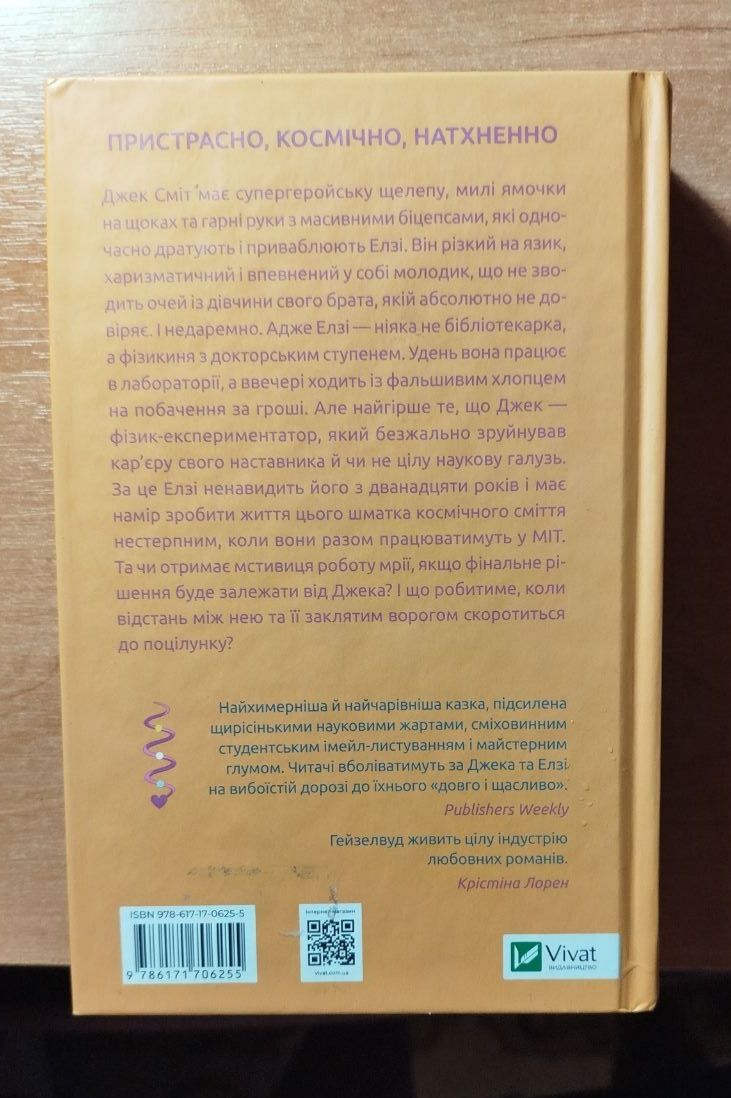 ПРИСТРАСНО, КОСМІЧНО, НАТХНЕННО
Джек Сміт має супергеройську щелепу, милі ямочки
на щоках та гарні руки з масивними біцепсами, які одно-
часно дратують і приваблюють Елзі. Він різкий на язик,
харизматичний і впевнений у собі молодик, що не зво-
дить очей із дівчини свого брата, якій абсолютно не до-
віряє. І недаремно. Адже Елзі — ніяка не бібліотекарка,
а фізикиня з докторським ступенем. Удень вона працює
в лабораторії, а ввечері ходить із фальшивим хлопцем
на побачення за гроші. Але найгірше те, що Джек —
фізик-експериментатор, який безжально зруйнував
кар’єру свого наставника й чи не цілу наукову галузь.
За це Елзі ненавидить його з дванадцяти років і має
намір зробити життя цього шматка космічного сміття
нестерпним, коли вони разом працюватимуть у МІТ.
Та чи отримає мстивиця роботу мрії, якщо фінальне рі-
шення буде залежати від Джека? І що робитиме, коли
відстань між нею та її заклятим ворогом скоротиться
до поцілунку?
Найхимерніша й найчарівніша казка, підсилена
щирісінькими науковими жартами, сміховинним
студентським імейл-листуванням і майстерним
глумом. Читачі вболіватимуть за Джека та Елзі
на вибоїстій дорозі до їхнього «довго і щасливо».
Publishers Weekly
Гейзелвуд живить цілу індустрію
любовних романів.
Крістіна Лорен
ISBN 978-617-17-0625-5
9 786171 706255
інтернет-магазин
vivat.com.ua
Vivat
ВИДАВНИЦТВО